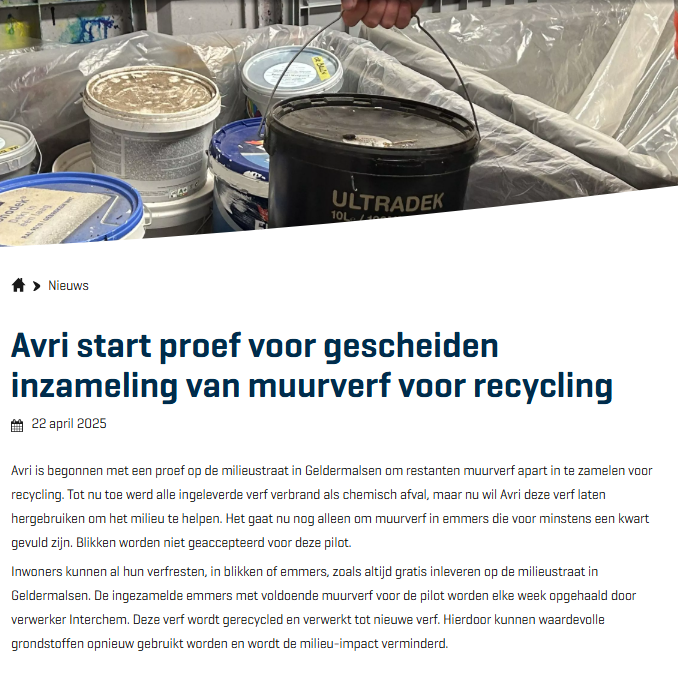 ULTRADEK
Nieuws
Avri start proef voor gescheiden
inzameling van muurverf voor recycling
22 april 2025
Avri is begonnen met een proef op de milieustraat in Geldermalsen om restanten muurverf apart in te zamelen voor
recycling. Tot nu toe werd alle ingeleverde verf verbrand als chemisch afval, maar nu wil Avri deze verf laten
hergebruiken om het milieu te helpen. Het gaat nu nog alleen om muurverf in emmers die voor minstens een kwart
gevuld zijn. Blikken worden niet geaccepteerd voor deze pilot.
Inwoners kunnen al hun verfresten, in blikken of emmers, zoals altijd gratis inleveren op de milieustraat in
Geldermalsen. De ingezamelde emmers met voldoende muurverf voor de pilot worden elke week opgehaald door
verwerker Interchem. Deze verf wordt gerecycled en verwerkt tot nieuwe verf. Hierdoor kunnen waardevolle
grondstoffen opnieuw gebruikt worden en wordt de milieu-impact verminderd.